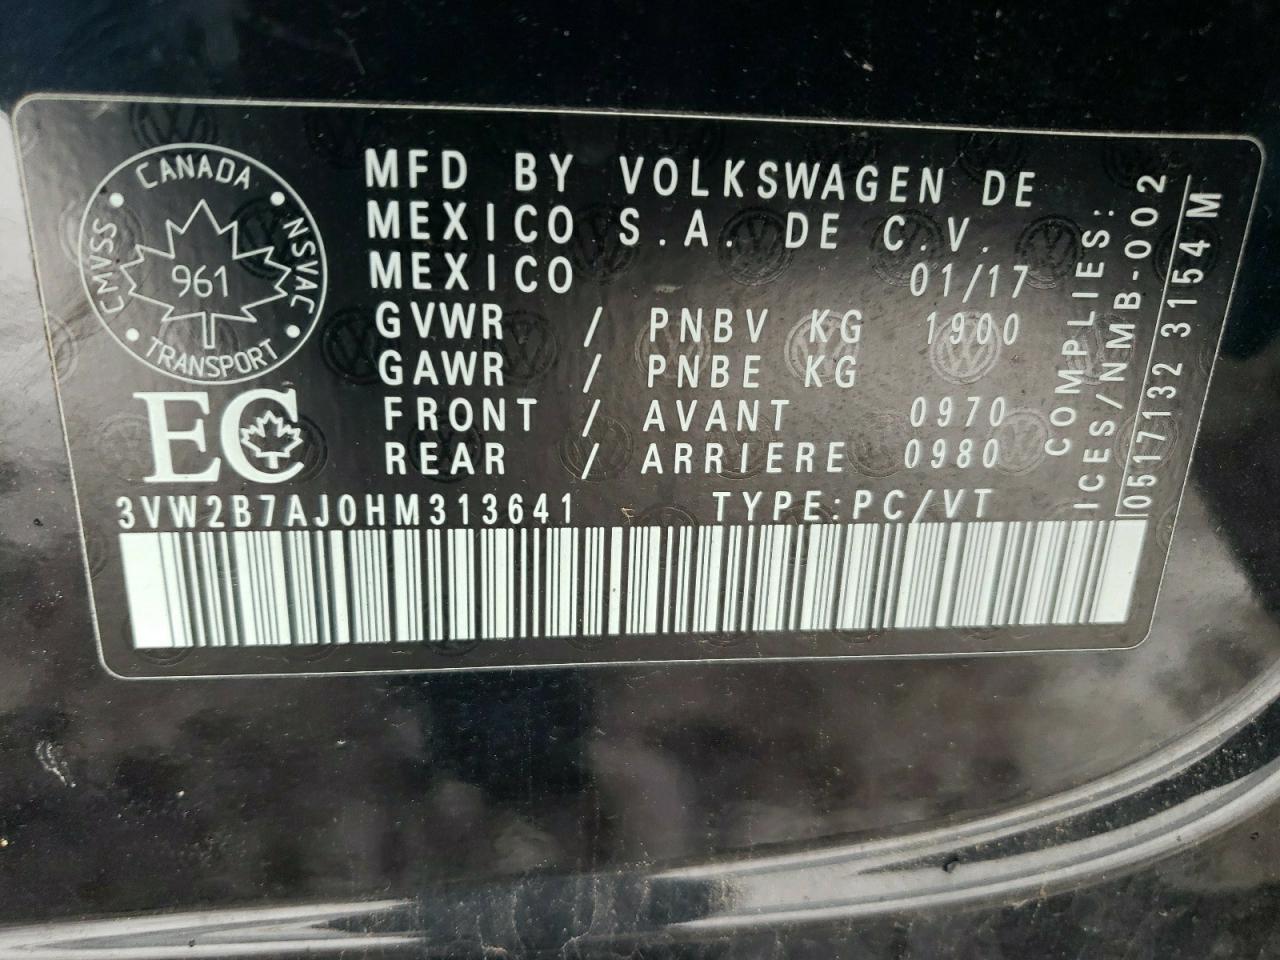 CANADA
CMVSS
NSVAC
961
TRANSPORT
EC
MFD BY VOLKSWAGEN DE
MEXICO S.A. DE C.V.
MEXICO 01/17
GVWR / PNBV KG 1900
GAWR / PNBE KG
FRONT / AVANT 0970
REAR / ARRIERE 0980
3VW2B7AJ0HM313641 TYPE:PC/VT
COMPLIES:
ICES/NMB-002
0517132 3154M